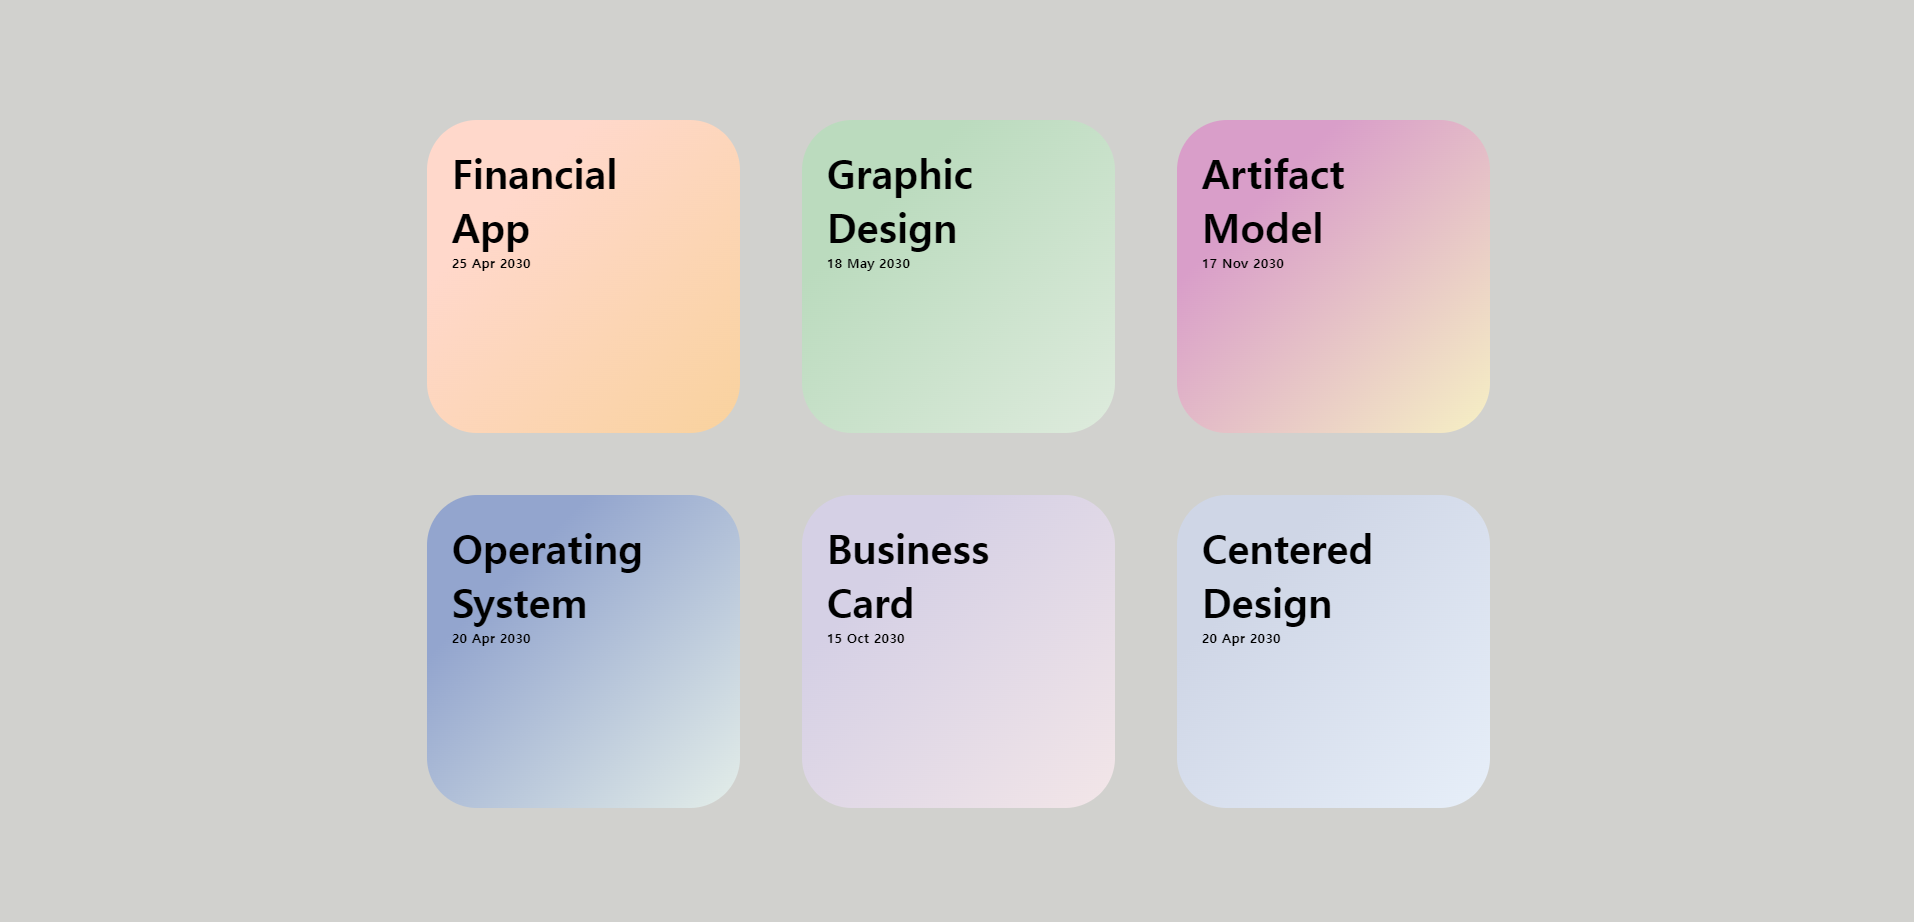 Financial
App
25 Apr 2030
Graphic
Design
18 May 2030
Artifact
Model
17 Nov 2030
Operating
System
20 Apr 2030
Business
Card
15 Oct 2030
Centered
Design
20 Apr 2030